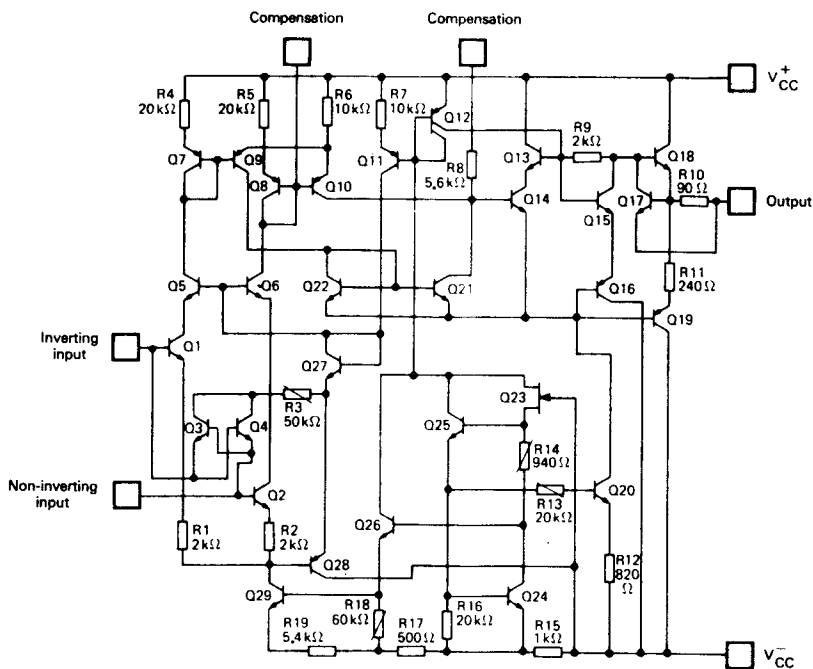 Compensation
Compensation
R4
20kΩ
R5
20kΩ
R6
10kΩ
R7
10kΩ
V⁺CC
Q12
Q7
Q9
Q8
Q10
Q11
R8
5,6kΩ
Q13
R9
2kΩ
Q18
R10
90Ω
Q14
Q15
Q17
Output
Q5
Q6
Q22
Q21
Q16
R11
240Ω
Q19
Inverting
input
Q1
Q27
Q3
Q4
R3
50kΩ
Q23
Q25
R14
940Ω
Non-inverting
input
Q2
R13
20kΩ
Q20
Q26
R1
2kΩ
R2
2kΩ
Q28
R12
820
Ω
Q29
R18
60kΩ
R16
20kΩ
Q24
R19
5,4kΩ
R17
500Ω
R15
1kΩ
V⁻CC